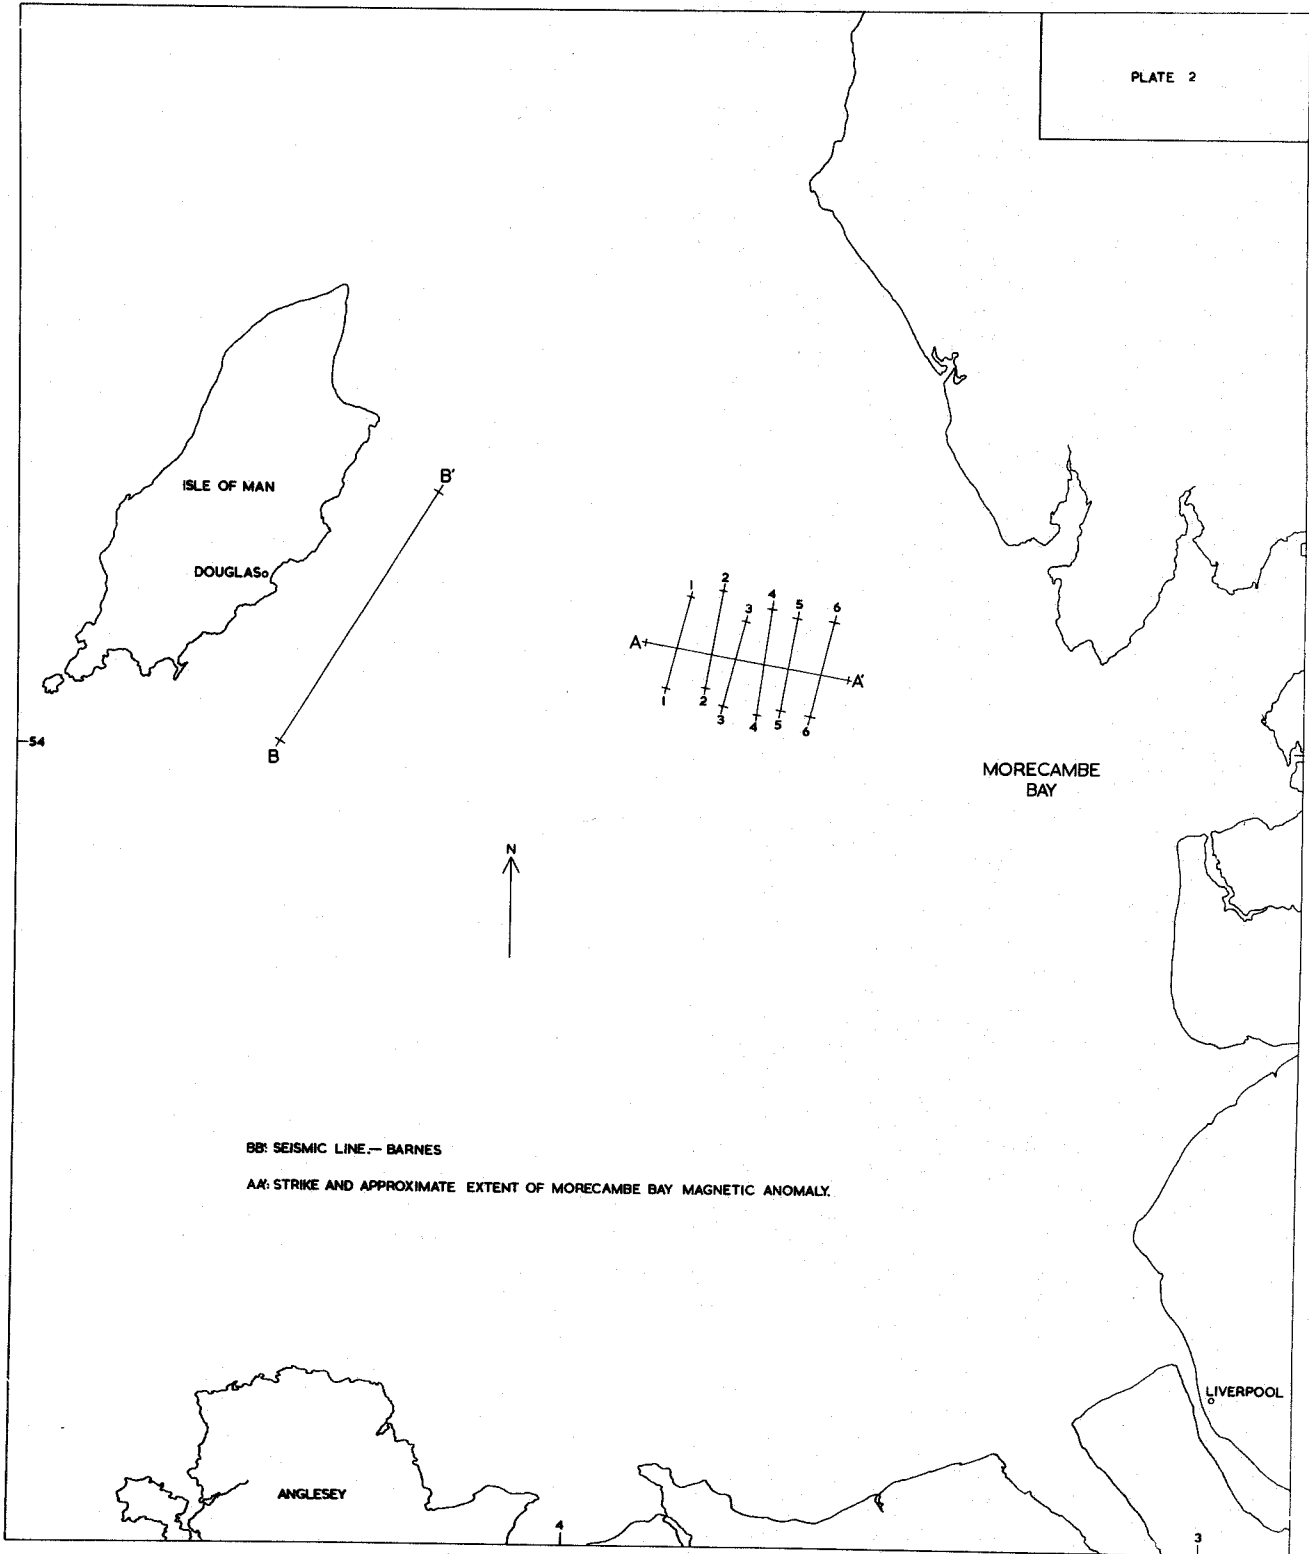 PLATE 2
ISLE OF MAN
B'
DOUGLAS
1
2
3
4
5
6
A
A'
1
2
3
4
5
6
54
B
MORECAMBE
BAY
N
BB': SEISMIC LINE.— BARNES
AA': STRIKE AND APPROXIMATE EXTENT OF MORECAMBE BAY MAGNETIC ANOMALY.
LIVERPOOL
ANGLESEY
4
3